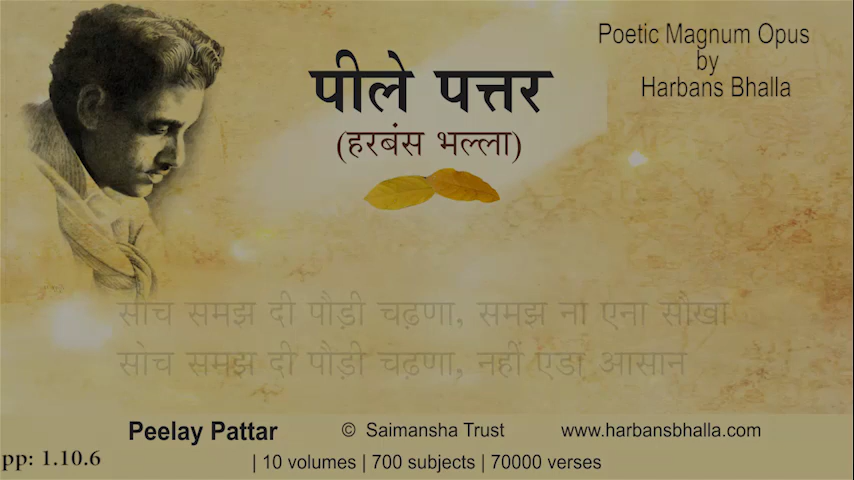 Poetic Magnum Opus
by
Harbans Bhalla
पीले पत्तर
(हरबंस भल्ला)
सोच समझ दी पौड़ी चढ़णा, समझ ना एना सौखा
सोच समझ दी पौड़ी चढ़णा, नहीं एडा आसान
Peelay Pattar © Saimansha Trust www.harbansbhalla.com
pp: 1.10.6 | 10 volumes | 700 subjects | 70000 verses